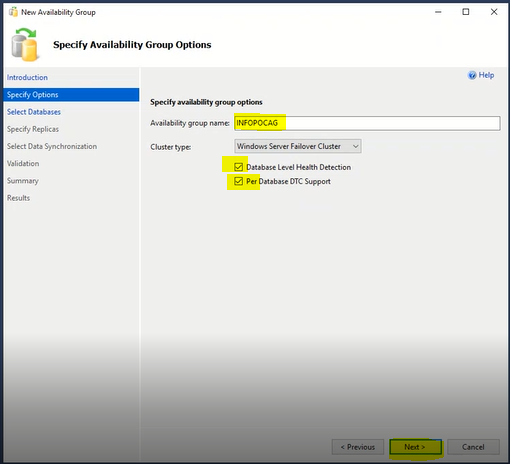 New Availability Group
Specify Availability Group Options
Introduction
Specify Options
Select Databases
Specify Replicas
Select Data Synchronization
Validation
Summary
Results
Help
Specify availability group options
Availability group name: INFOPOCAG
Cluster type: Windows Server Failover Cluster
Database Level Health Detection
Per Database DTC Support
< Previous Next > Cancel